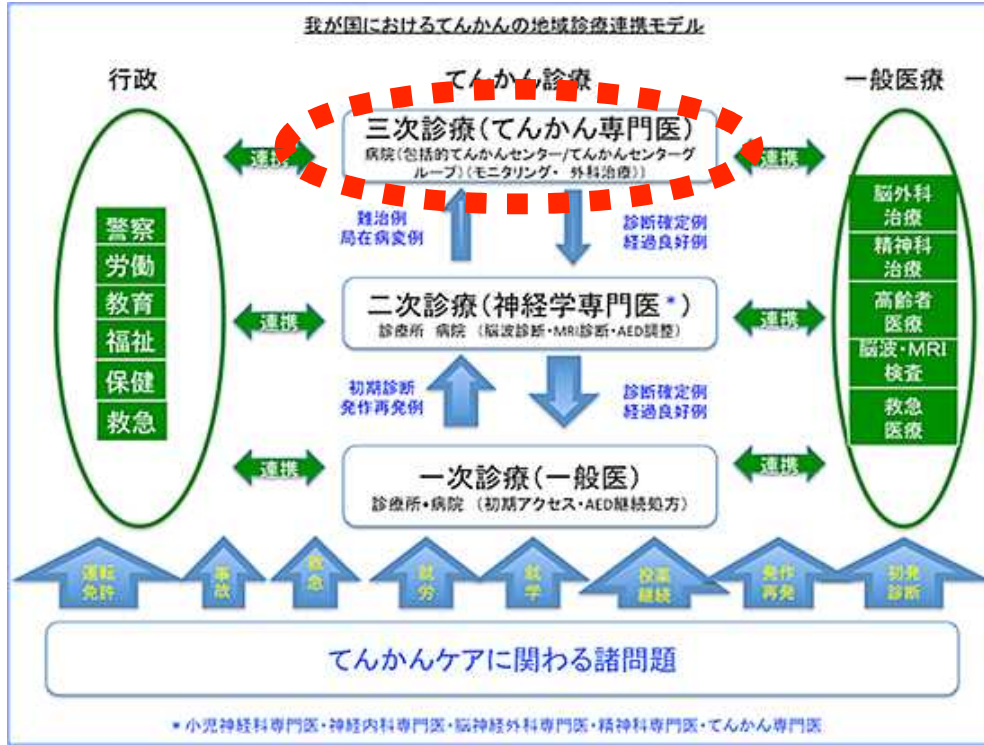 我が国におけるてんかんの地域診療連携モデル
行政
てんかん診療
一般医療
三次診療(てんかん専門医)
病院(包括的てんかんセンター/てんかんセンターグ
ループ)(モニタリング・ 外科治療))
連携
連携
難治例
局在病変例
診断確定例
経過良好例
警察
労働
教育
福祉
保健
救急
脳外科
治療
精神科
治療
高齢者
医療
脳波・MRI
検査
救急
医療
二次診療(神経学専門医*)
診療所 病院 (脳波診断・MRI診断・AED調整)
連携
連携
初期診断
発作再発例
診断確定例
経過良好例
一次診療(一般医)
診療所・病院 (初期アクセス・AED継続処方)
連携
連携
運転
免許
事
故
救
急
就
労
就
学
投薬
継続
発作
再発
初発
診断
てんかんケアに関わる諸問題
*小児神経科専門医・神経内科専門医・脳神経外科専門医・精神科専門医・てんかん専門医